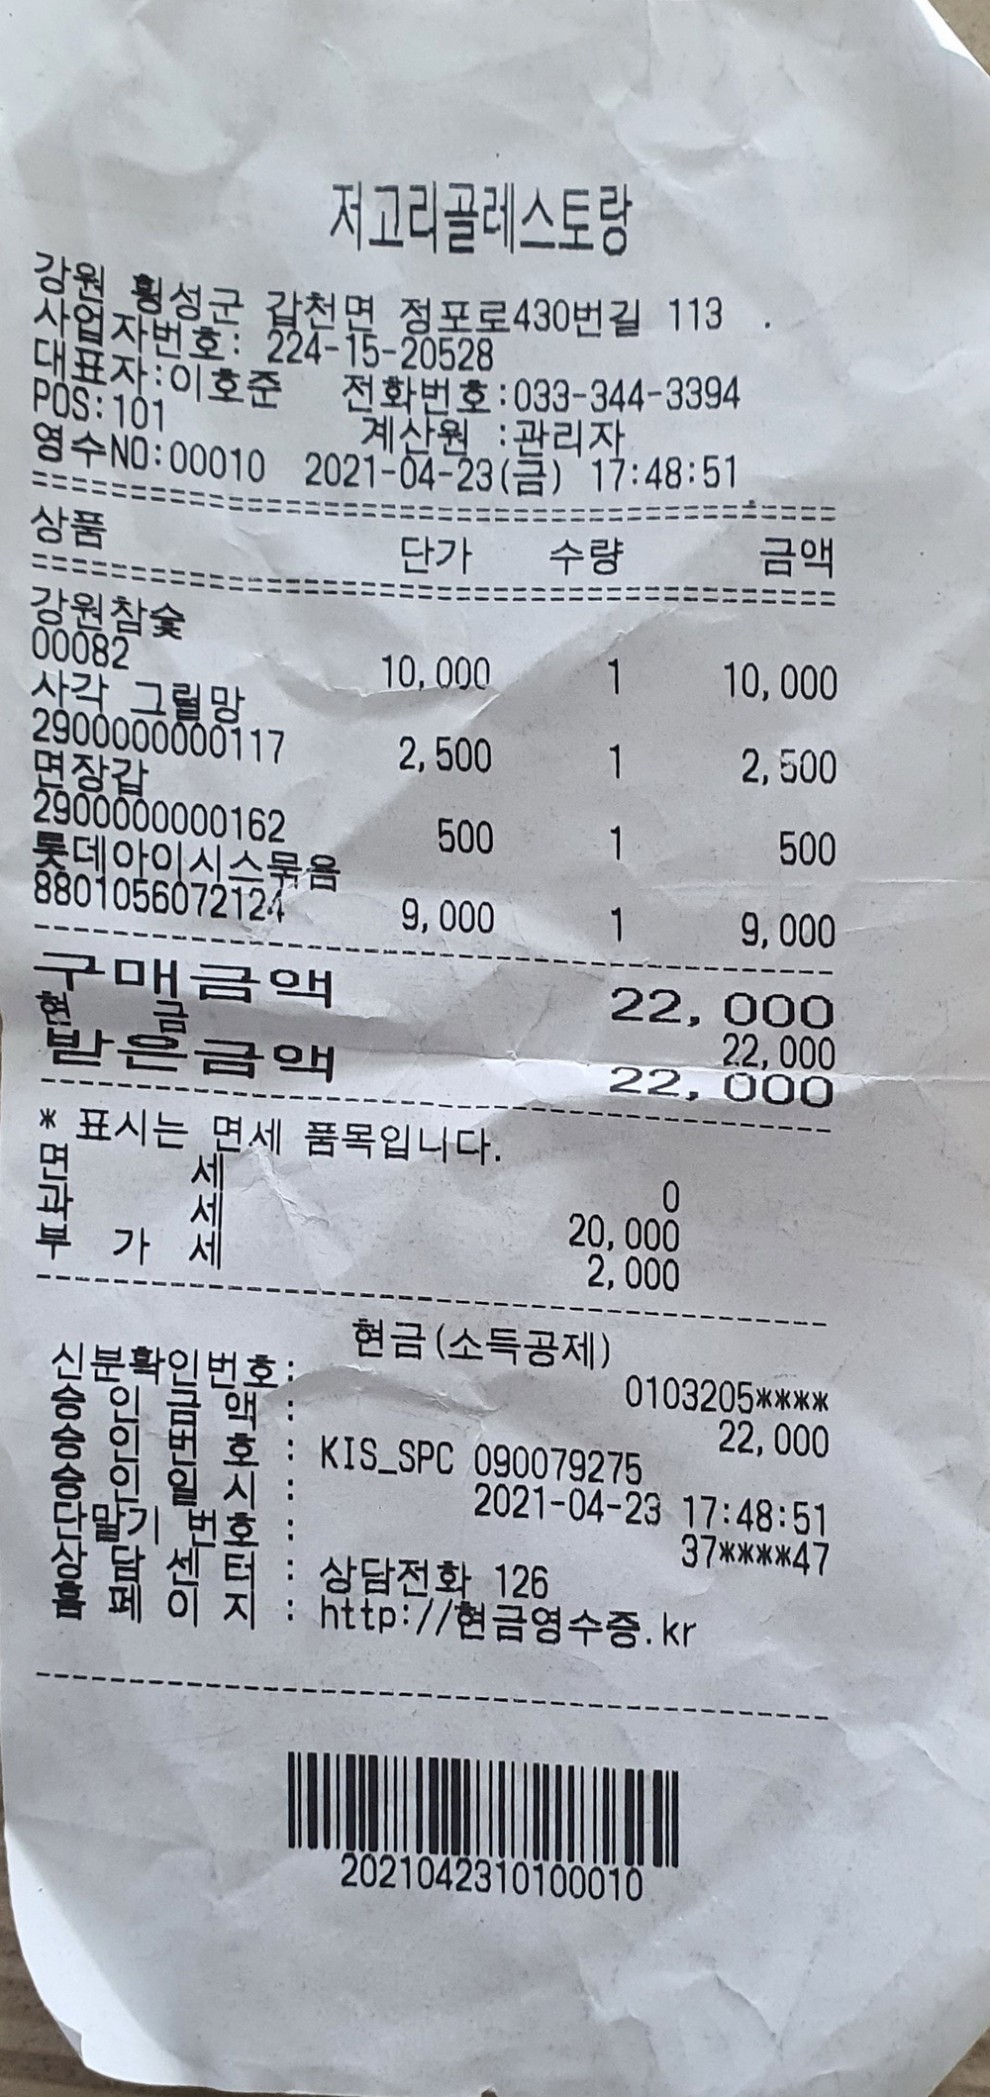 저고리골레스토랑
강원 횡성군 갑천면 정포로430번길 113 .
사업자번호: 224-15-20528
대표자:이호준 전화번호:033-344-3394
POS:101 계산원 :관리자
영수NO:00010 2021-04-23(금) 17:48:51
상품 단가 수량 금액
강원참숯
00082 10,000 1 10,000
사각 그릴망
2900000000117 2,500 1 2,500
면장갑
2900000000162 500 1 500
롯데아이시스묶음
8801056072124 9,000 1 9,000
구매금액 22,000
현 금 22,000
받은금액 22,000
* 표시는 면세 품목입니다.
면 세 0
과 세 20,000
부 가 세 2,000
현금(소득공제)
신분확인번호: 0103205****
승 인 금 액 : 22,000
승 인 번 호 : KIS_SPC 090079275
승 인 일 시 : 2021-04-23 17:48:51
단말기 번호 : 37****47
상 담 센 터 : 상담전화 126
홈 페 이 지 : http://현금영수증.kr
2021042310100010